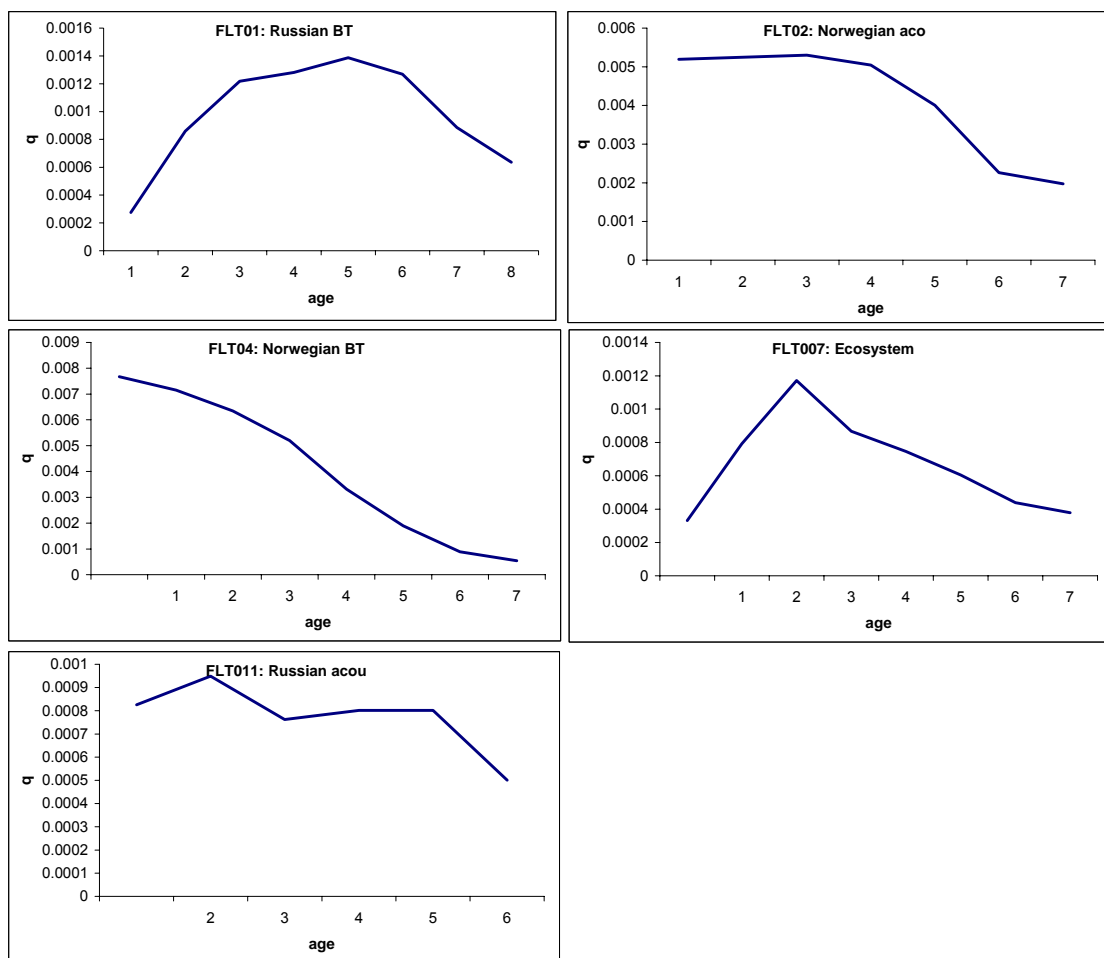 FLT01: Russian BT
0.0016
0.0014
0.0012
0.001
0.0008
0.0006
0.0004
0.0002
0
q
1 2 3 4 5 6 7 8
age
FLT02: Norwegian aco
0.006
0.005
0.004
0.003
0.002
0.001
0
q
1 2 3 4 5 6 7
age
FLT04: Norwegian BT
0.009
0.008
0.007
0.006
0.005
0.004
0.003
0.002
0.001
0
q
1 2 3 4 5 6 7
age
FLT007: Ecosystem
0.0014
0.0012
0.001
0.0008
0.0006
0.0004
0.0002
0
q
1 2 3 4 5 6 7
age
FLT011: Russian acou
0.001
0.0009
0.0008
0.0007
0.0006
0.0005
0.0004
0.0003
0.0002
0.0001
0
q
2 3 4 5 6
age